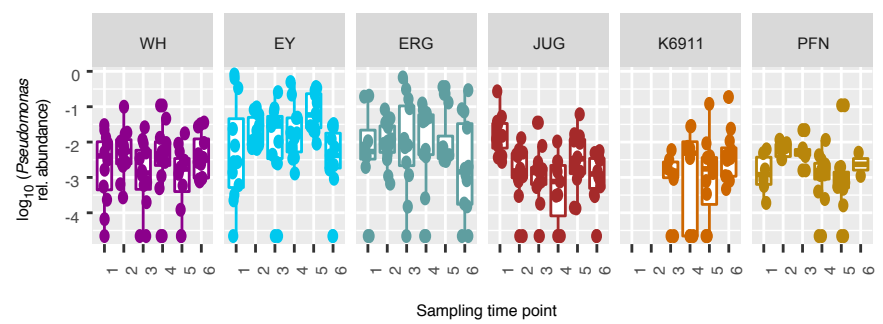 WH EY ERG JUG K6911 PFN
log10 (Pseudomonas
rel. abundance)
0
-1
-2
-3
-4
1 2 3 4 5 6 1 2 3 4 5 6 1 2 3 4 5 6 1 2 3 4 5 6 1 2 3 4 5 6 1 2 3 4 5 6
Sampling time point